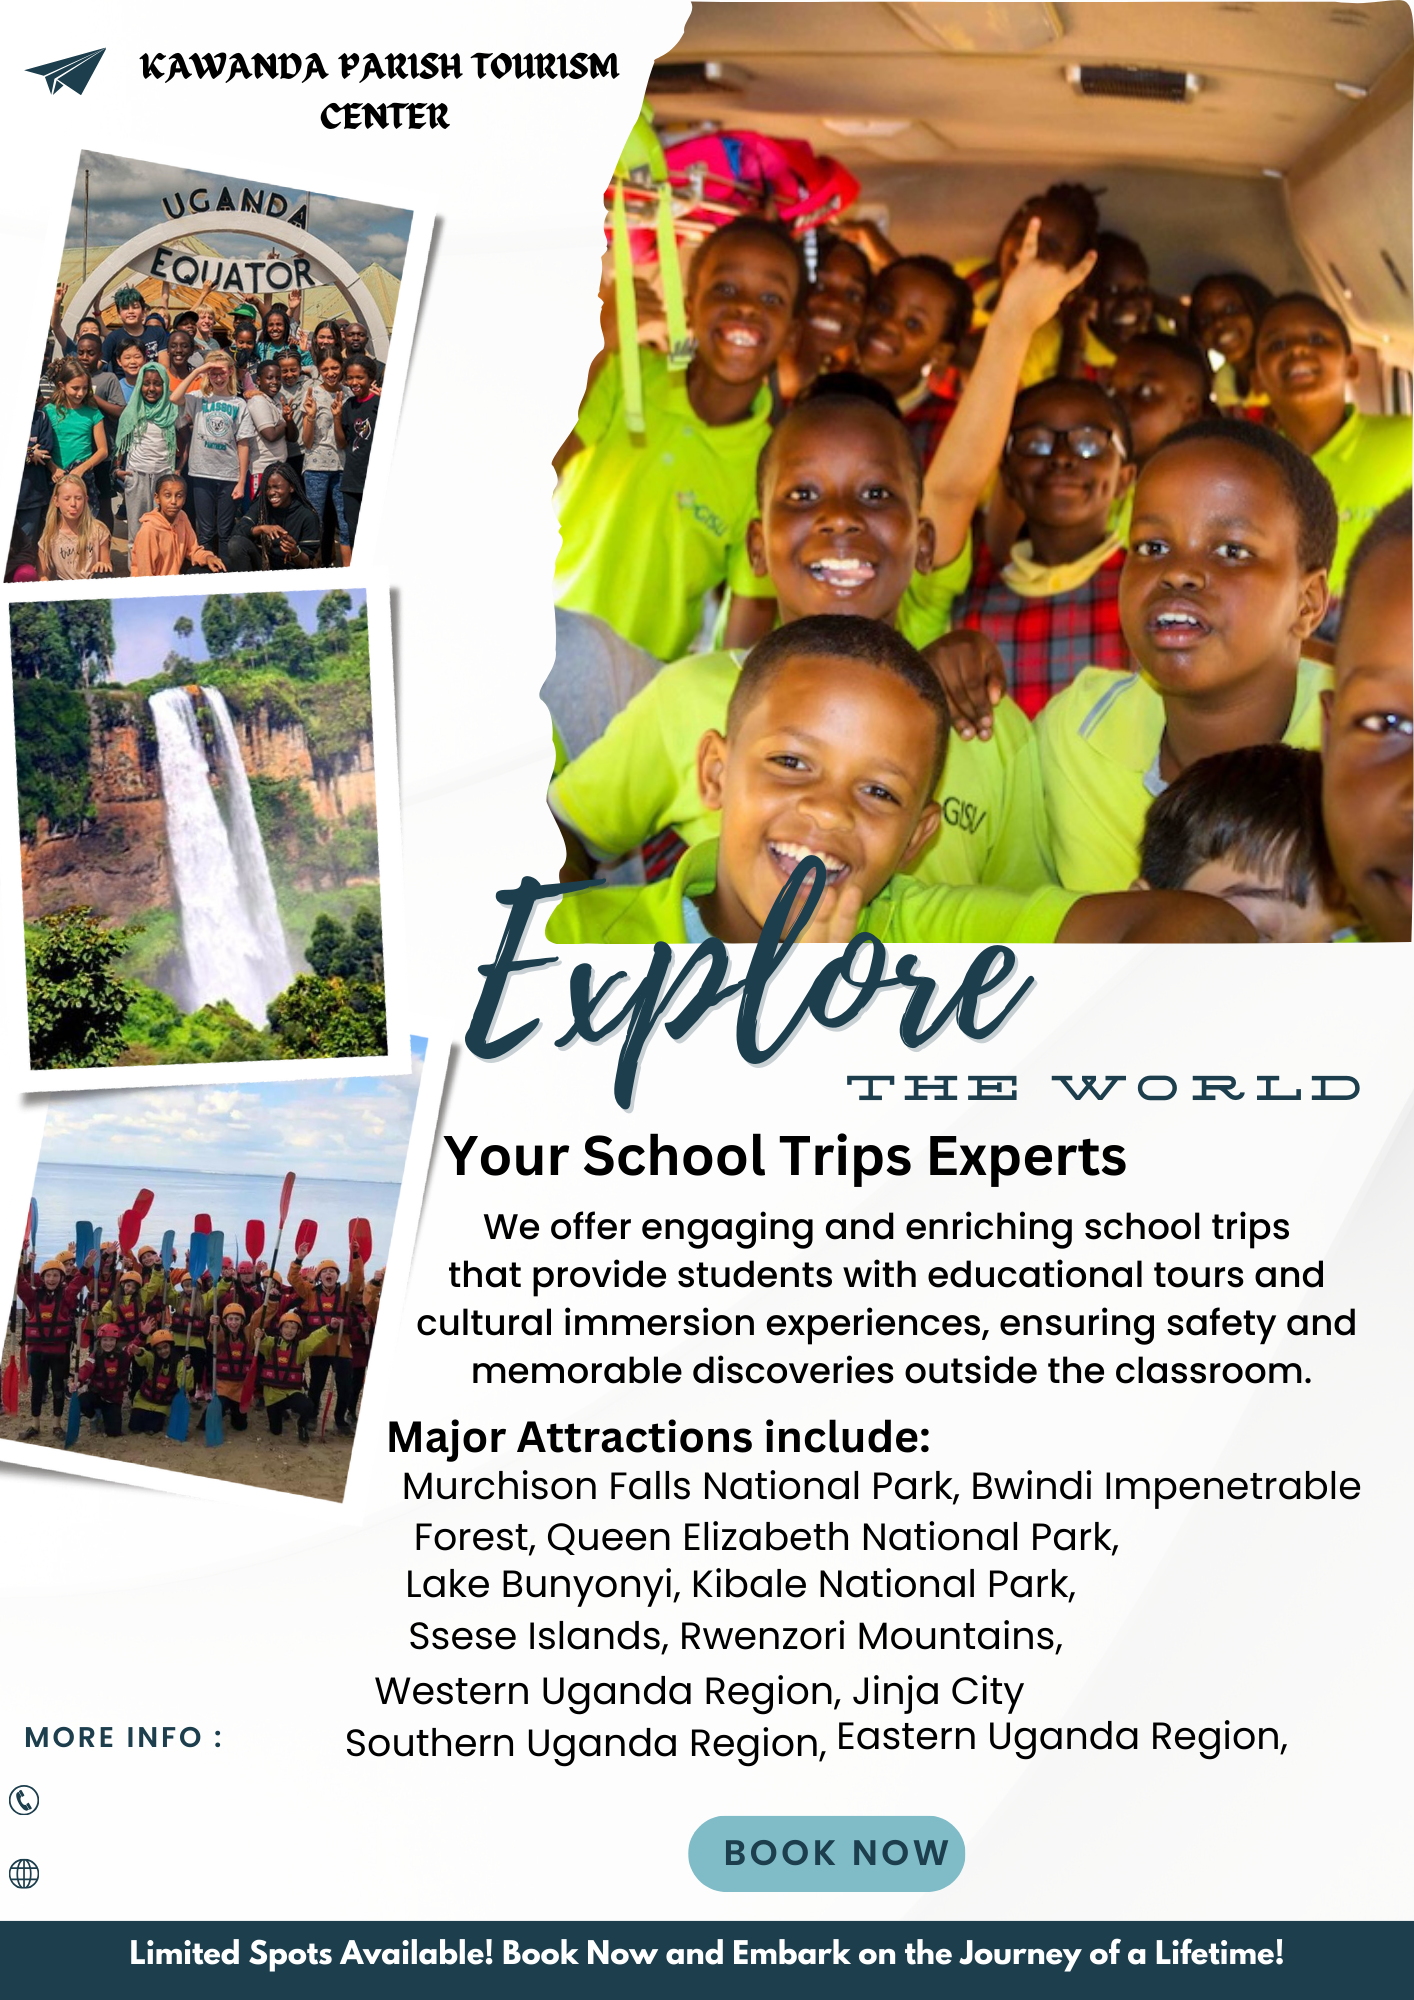 KAWANDA PARISH TOURISM
CENTER
UGANDA
EQUATOR
GLASGOW
PANTHERS
GISU
GISU
Explore
THE WORLD
Your School Trips Experts
We offer engaging and enriching school trips
that provide students with educational tours and
cultural immersion experiences, ensuring safety and
memorable discoveries outside the classroom.
Major Attractions include:
Murchison Falls National Park, Bwindi Impenetrable
Forest, Queen Elizabeth National Park,
Lake Bunyonyi, Kibale National Park,
Ssese Islands, Rwenzori Mountains,
Western Uganda Region, Jinja City
Southern Uganda Region, Eastern Uganda Region,
MORE INFO :
BOOK NOW
Limited Spots Available! Book Now and Embark on the Journey of a Lifetime!